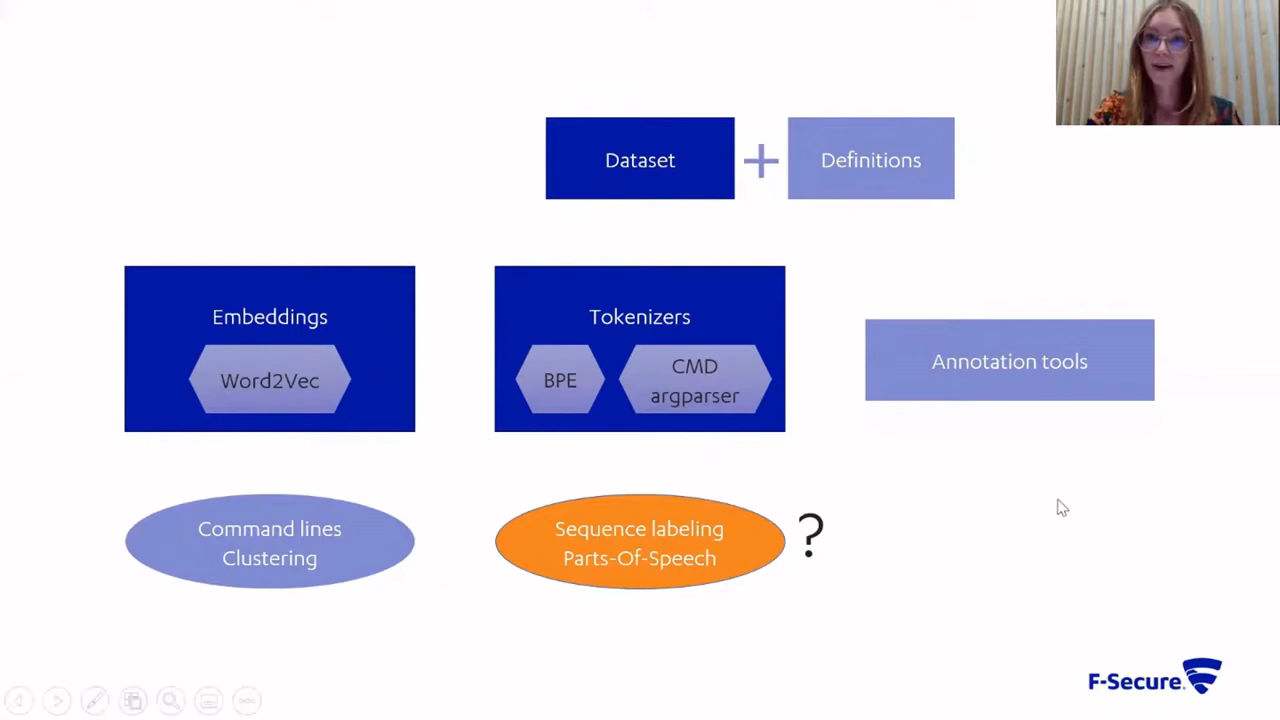 Dataset
+
Definitions
Embeddings
Word2Vec
Tokenizers
BPE
CMD
argparser
Annotation tools
Command lines
Clustering
Sequence labeling
Parts-Of-Speech
?
F-Secure.